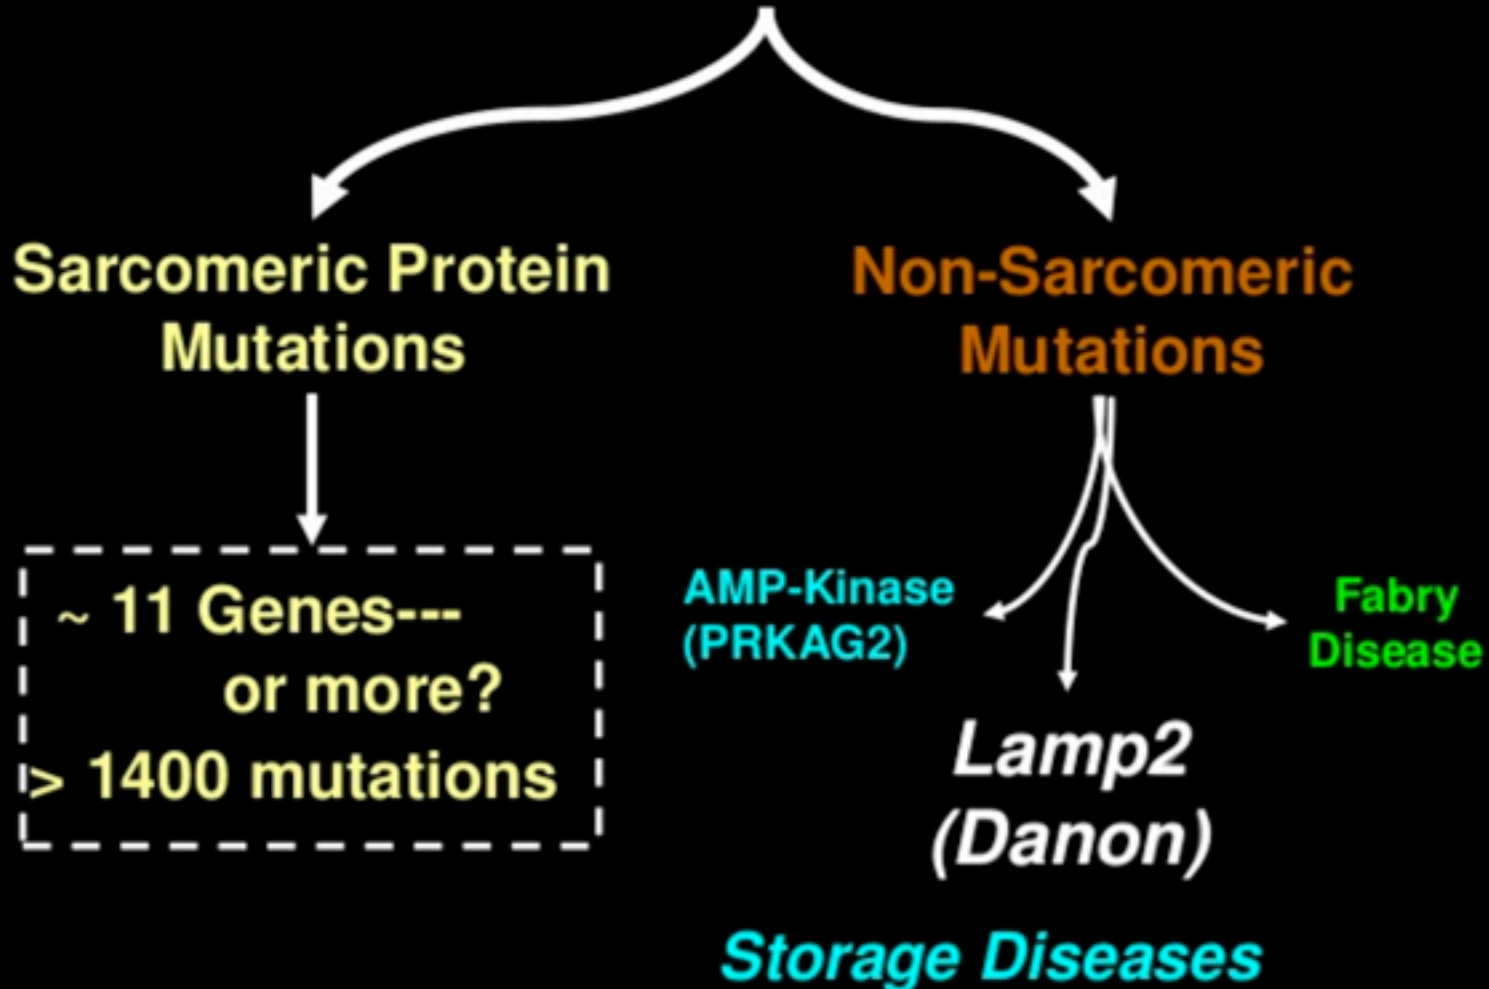 Sarcomeric Protein
Mutations
Non-Sarcomeric
Mutations
~ 11 Genes---
or more?
> 1400 mutations
AMP-Kinase
(PRKAG2)
Lamp2
(Danon)
Fabry
Disease
Storage Diseases